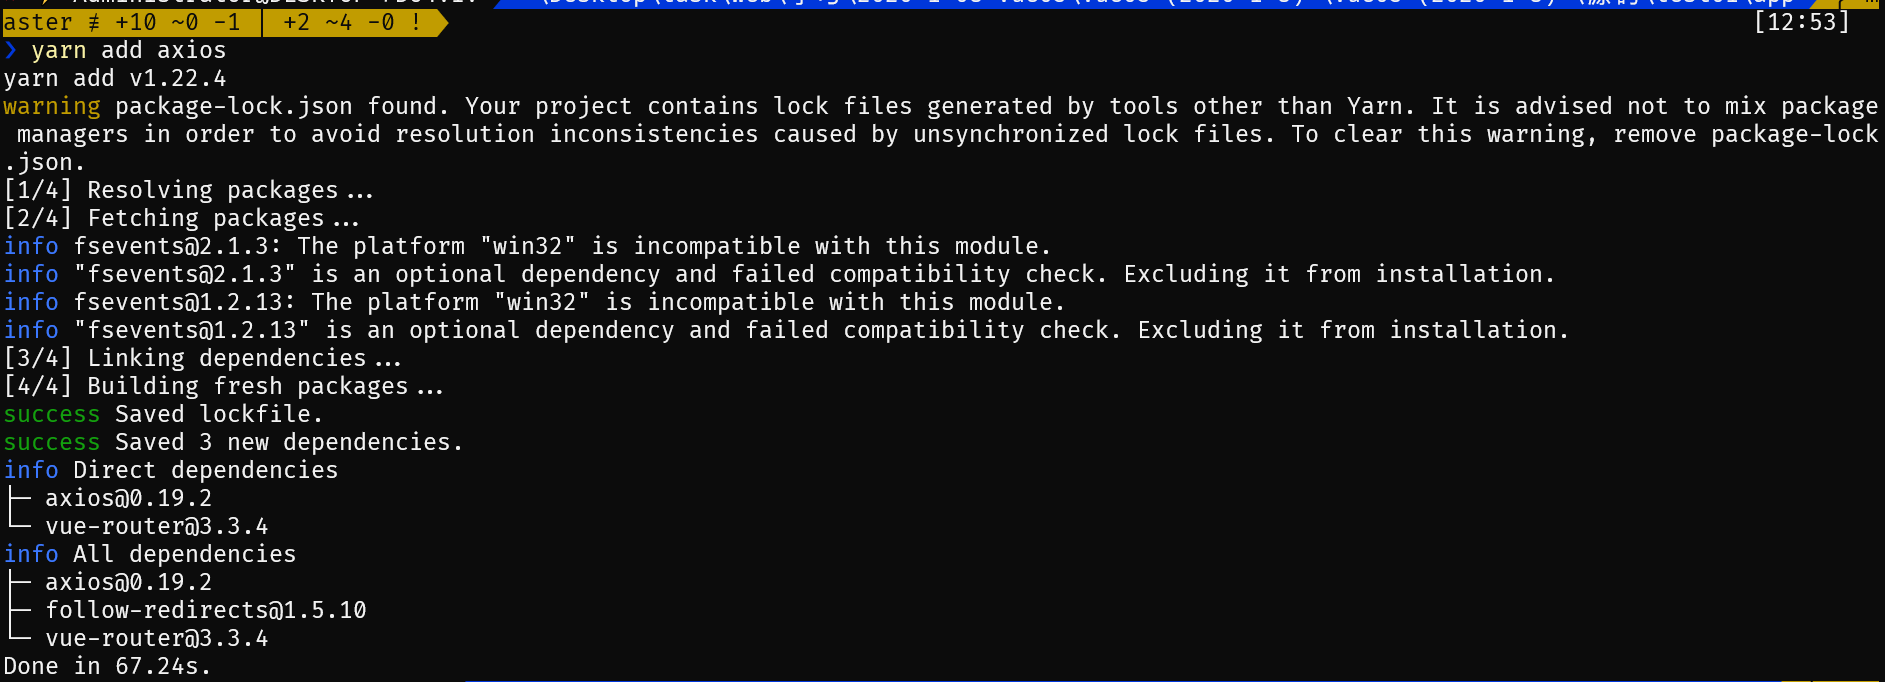 aster ≢ +10 ~0 -1 | +2 ~4 -0 ! [12:53]
❯ yarn add axios
yarn add v1.22.4
warning package-lock.json found. Your project contains lock files generated by tools other than Yarn. It is advised not to mix package
managers in order to avoid resolution inconsistencies caused by unsynchronized lock files. To clear this warning, remove package-lock
.json.
[1/4] Resolving packages...
[2/4] Fetching packages...
info fsevents@2.1.3: The platform "win32" is incompatible with this module.
info "fsevents@2.1.3" is an optional dependency and failed compatibility check. Excluding it from installation.
info fsevents@1.2.13: The platform "win32" is incompatible with this module.
info "fsevents@1.2.13" is an optional dependency and failed compatibility check. Excluding it from installation.
[3/4] Linking dependencies...
[4/4] Building fresh packages...
success Saved lockfile.
success Saved 3 new dependencies.
info Direct dependencies
├─ axios@0.19.2
└─ vue-router@3.3.4
info All dependencies
├─ axios@0.19.2
├─ follow-redirects@1.5.10
└─ vue-router@3.3.4
Done in 67.24s.